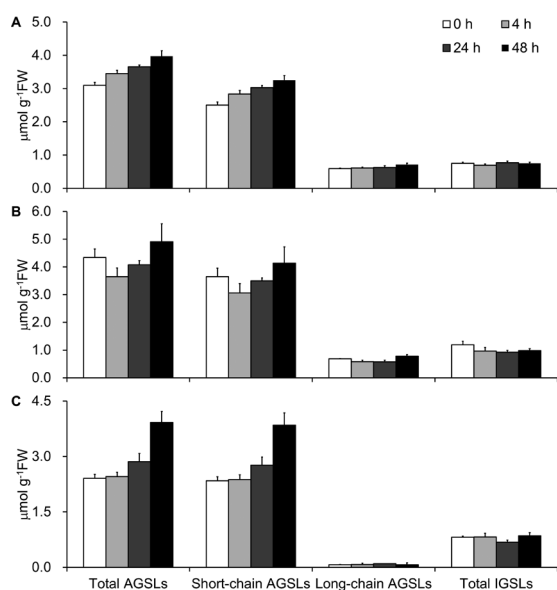 A
5.0
4.0
3.0
2.0
1.0
0.0
μmol g⁻¹FW
0 h
4 h
24 h
48 h
B
6.0
5.0
4.0
3.0
2.0
1.0
0.0
μmol g⁻¹FW
C
4.5
3.0
1.5
0.0
μmol g⁻¹FW
Total AGSLs
Short-chain AGSLs
Long-chain AGSLs
Total IGSLs